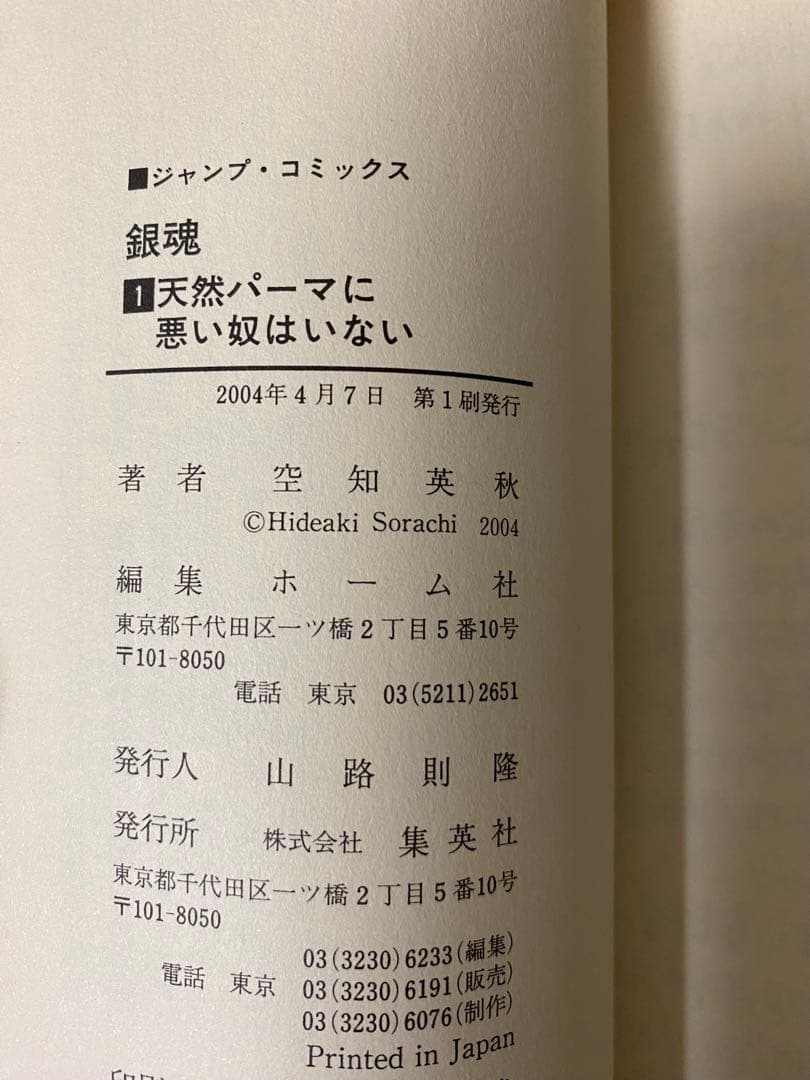 ■ジャンプ・コミックス
銀魂
1天然パーマに
悪い奴はいない
2004年4月7日 第1刷発行
著者 空知英秋
©Hideaki Sorachi 2004
編集 ホーム社
東京都千代田区一ツ橋2丁目5番10号
〒101-8050
電話 東京 03(5211)2651
発行人 山路則隆
発行所 株式会社 集英社
東京都千代田区一ツ橋2丁目5番10号
〒101-8050
03(3230)6233(編集)
電話 東京 03(3230)6191(販売)
03(3230)6076(制作)
Printed in Japan